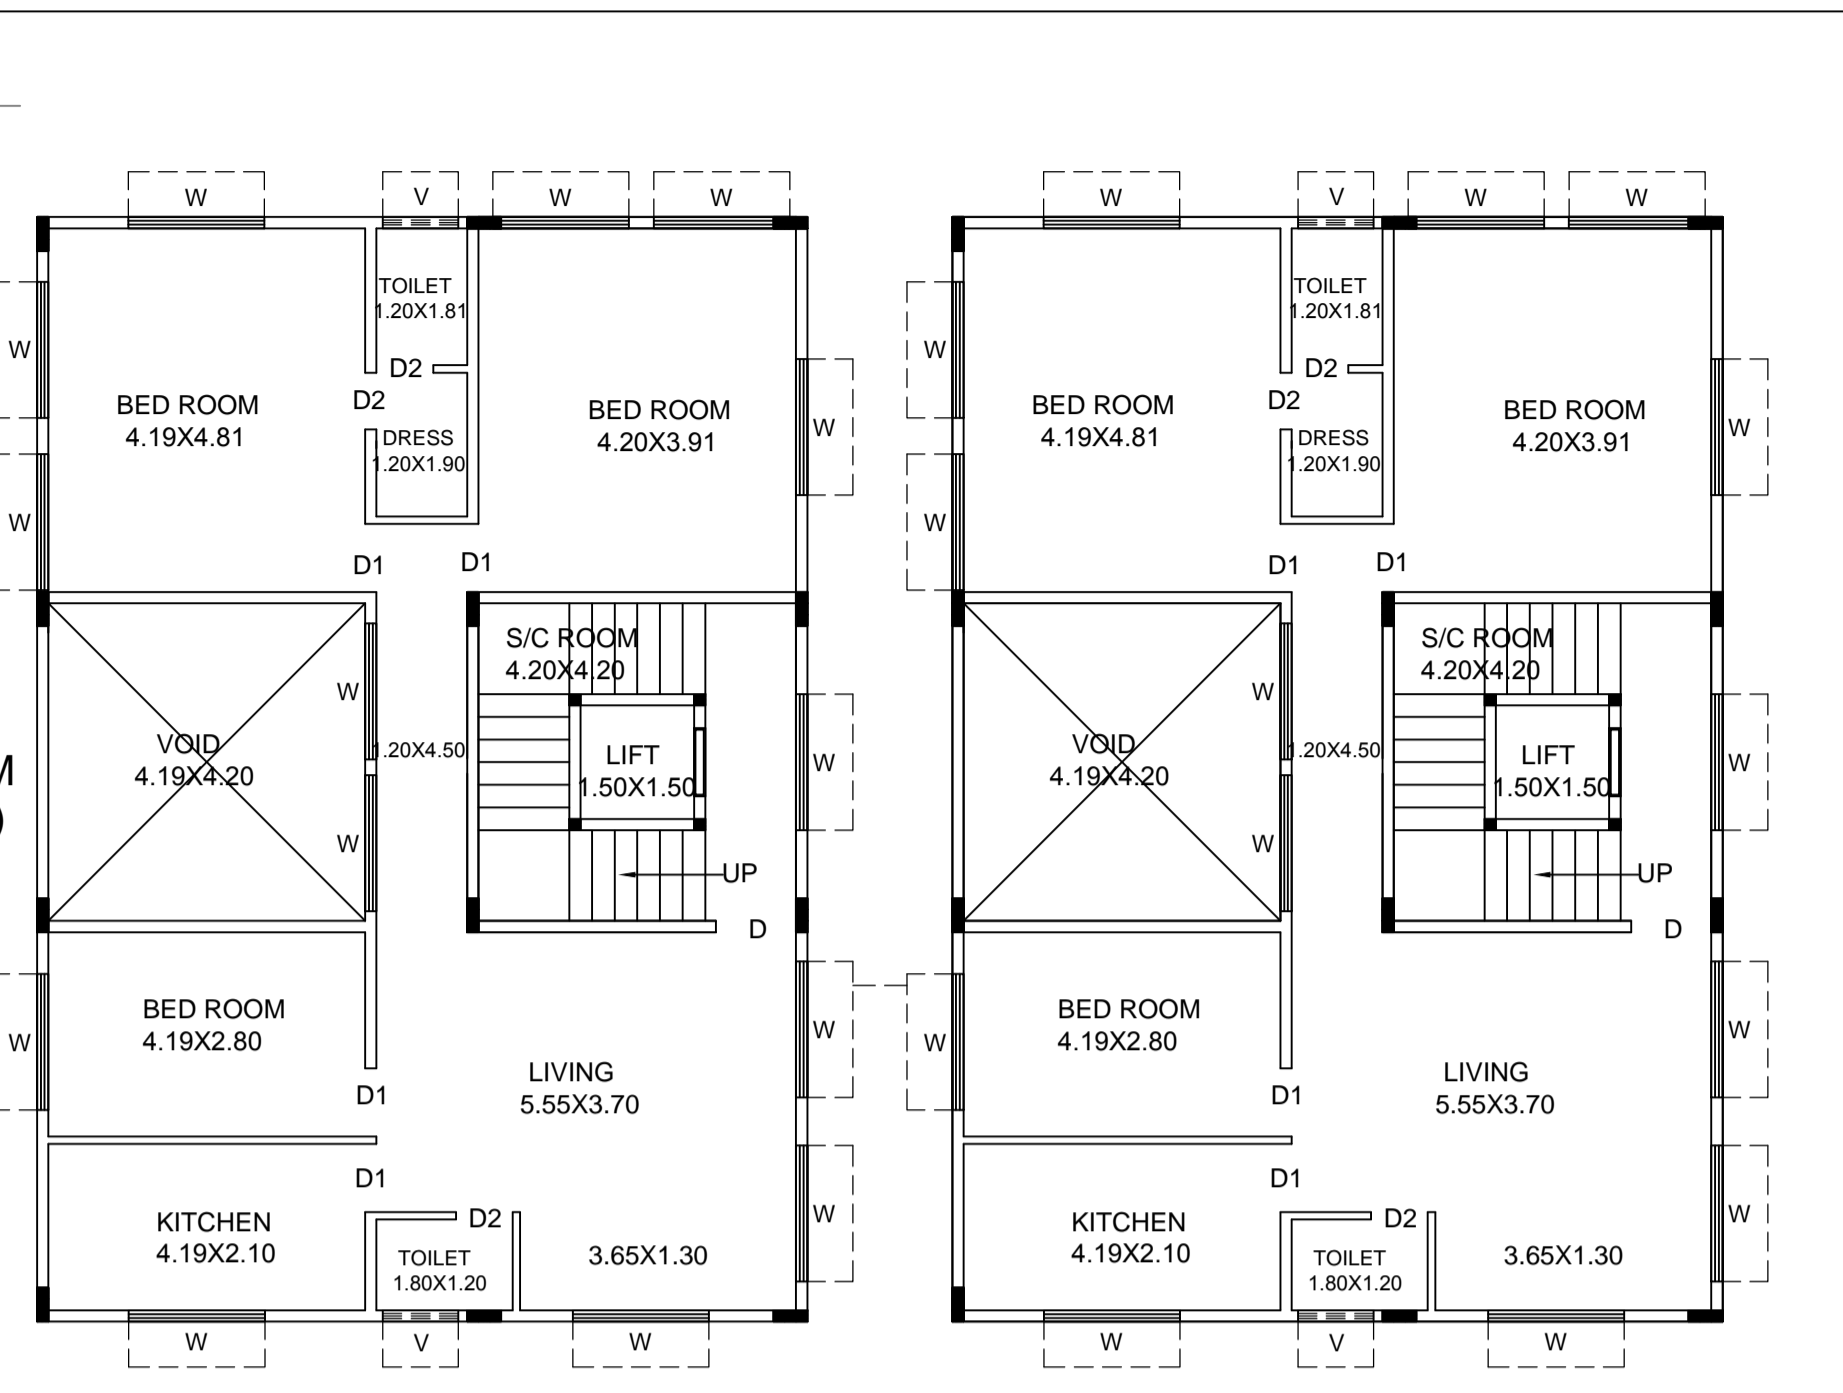 W V W W
W V W W
TOILET
1.20X1.81
TOILET
1.20X1.81
W
W
D2
D2
D2
D2
BED ROOM
4.19X4.81
BED ROOM
4.20X3.91
BED ROOM
4.19X4.81
BED ROOM
4.20X3.91
W
W
DRESS
1.20X1.90
DRESS
1.20X1.90
W
W
D1 D1
D1 D1
S/C ROOM
4.20X4.20
S/C ROOM
4.20X4.20
W
W
VOID
4.19X4.20
1.20X4.50
LIFT
1.50X1.50
W
VOID
4.19X4.20
1.20X4.50
LIFT
1.50X1.50
W
M
)
W
W
UP
UP
D
D
BED ROOM
4.19X2.80
BED ROOM
4.19X2.80
W
W
W
W
LIVING
5.55X3.70
LIVING
5.55X3.70
D1
D1
D1
D1
KITCHEN
4.19X2.10
D2
KITCHEN
4.19X2.10
D2
W
W
TOILET
1.80X1.20
3.65X1.30
TOILET
1.80X1.20
3.65X1.30
W V W
W V W